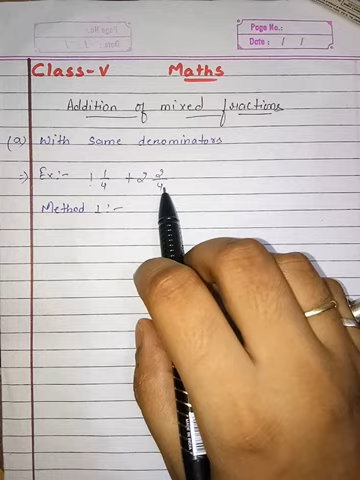 Page No.:
Date : / /
Class-V Maths
Addition of mixed fractions
(a) With same denominators
=) Ex:- 1 1/4 + 2 2/4
Method 1:-